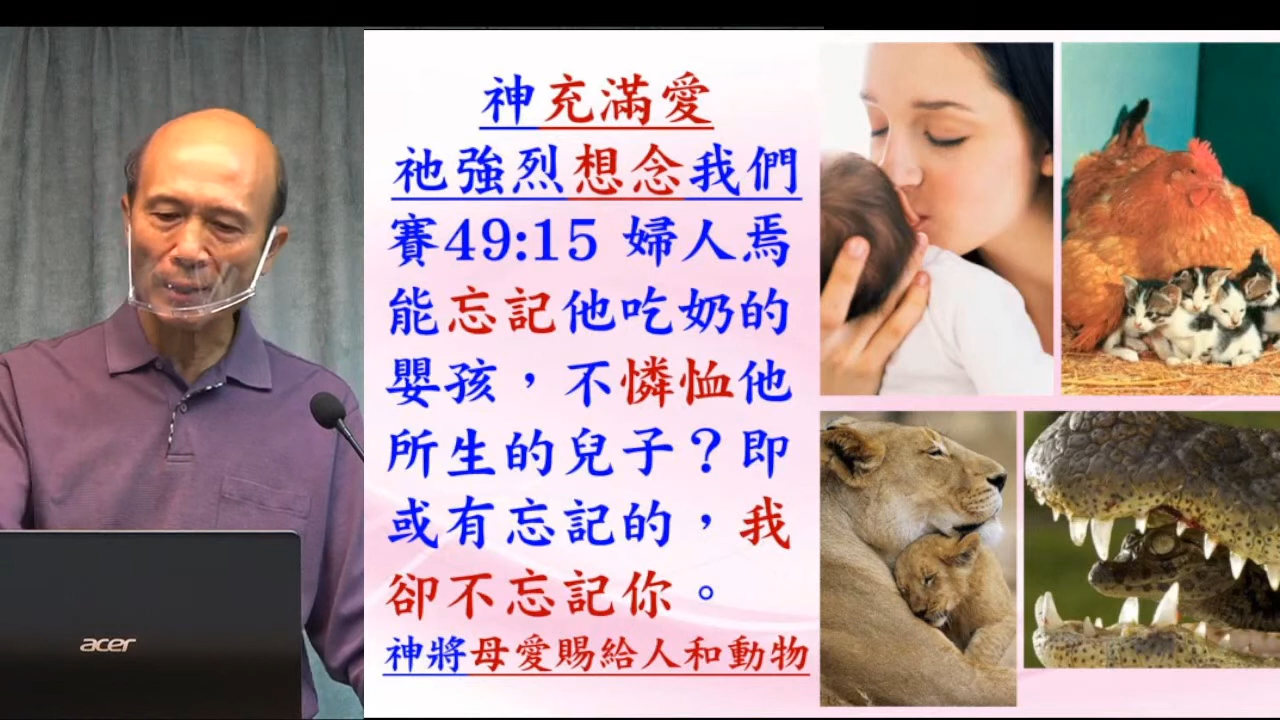 神充滿愛
祂強烈想念我們
賽49:15 婦人焉
能忘記他吃奶的
嬰孩，不憐恤他
所生的兒子？即
或有忘記的，我
卻不忘記你。
神將母愛賜給人和動物
acer